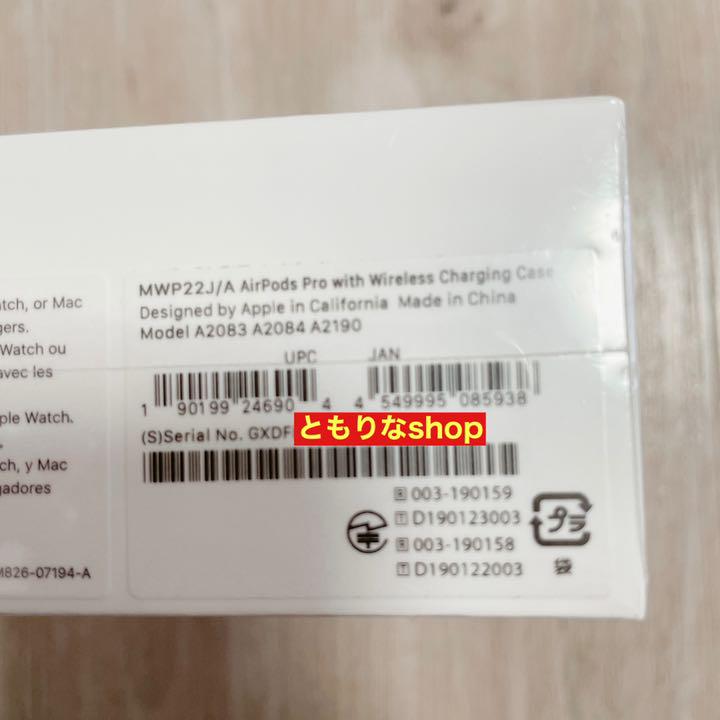 MWP22J/A AirPods Pro with Wireless Charging Case
Designed by Apple in California Made in China
Model A2083 A2084 A2190
UPC JAN
1 90199 24690 4 4 549995 085938
(S)Serial No. GXDF
ともりなshop
R 003-190159
T D190123003
R 003-190158
T D190122003
プラ
袋
atch, or Mac
gers.
Watch ou
avec les
ple Watch.
ch, y Mac
gadores
M826-07194-A